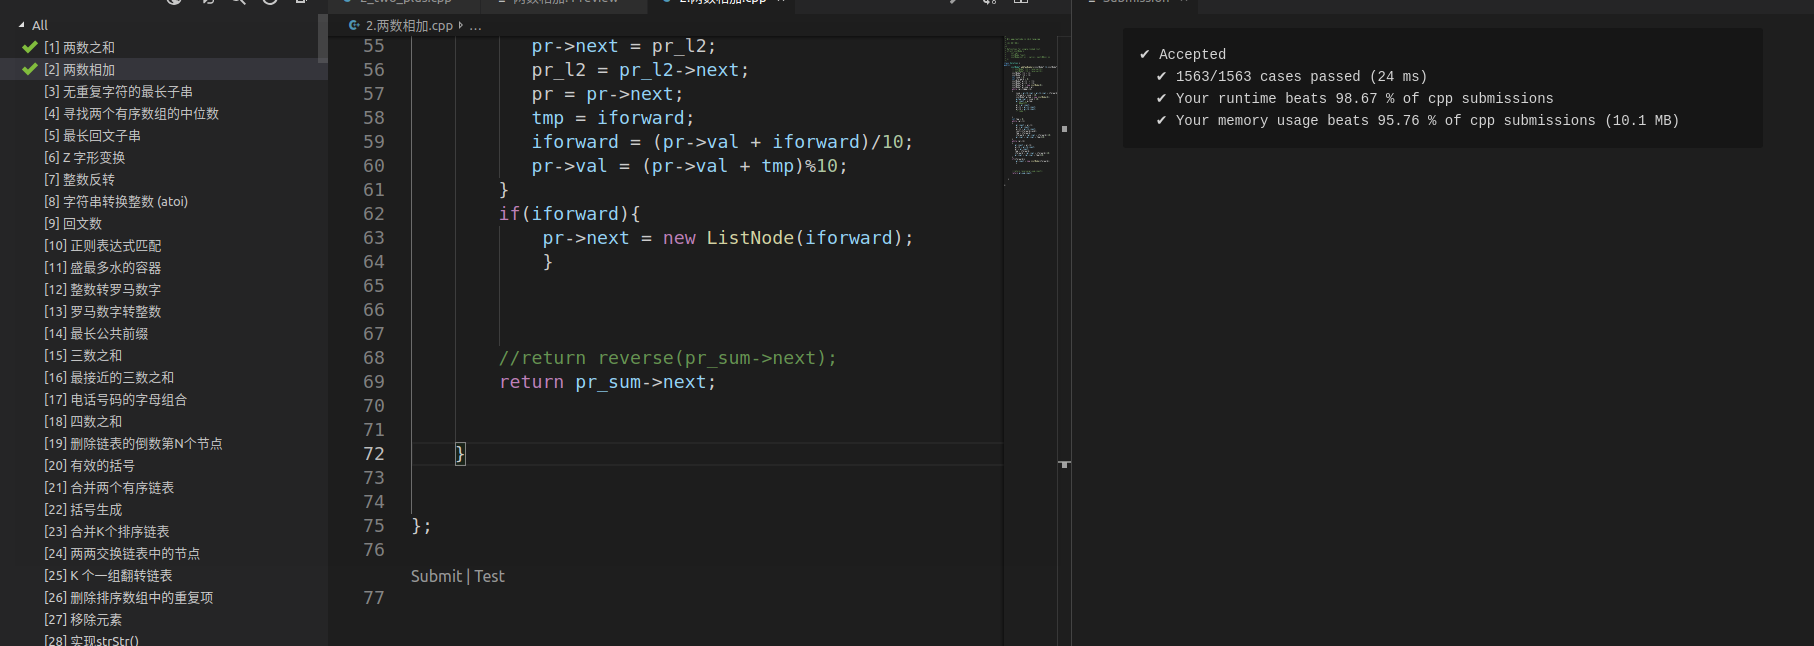 All
[1] 两数之和
[2] 两数相加
[3] 无重复字符的最长子串
[4] 寻找两个有序数组的中位数
[5] 最长回文子串
[6] Z 字形变换
[7] 整数反转
[8] 字符串转换整数 (atoi)
[9] 回文数
[10] 正则表达式匹配
[11] 盛最多水的容器
[12] 整数转罗马数字
[13] 罗马数字转整数
[14] 最长公共前缀
[15] 三数之和
[16] 最接近的三数之和
[17] 电话号码的字母组合
[18] 四数之和
[19] 删除链表的倒数第N个节点
[20] 有效的括号
[21] 合并两个有序链表
[22] 括号生成
[23] 合并K个排序链表
[24] 两两交换链表中的节点
[25] K 个一组翻转链表
[26] 删除排序数组中的重复项
[27] 移除元素
[28] 实现strStr()
2.两数相加.cpp ...
55 pr->next = pr_l2;
56 pr_l2 = pr_l2->next;
57 pr = pr->next;
58 tmp = iforward;
59 iforward = (pr->val + iforward)/10;
60 pr->val = (pr->val + tmp)%10;
61 }
62 if(iforward){
63 pr->next = new ListNode(iforward);
64 }
65
66
67
68 //return reverse(pr_sum->next);
69 return pr_sum->next;
70
71
72 }
73
74
75 };
76
Submit | Test
77
✔ Accepted
✔ 1563/1563 cases passed (24 ms)
✔ Your runtime beats 98.67 % of cpp submissions
✔ Your memory usage beats 95.76 % of cpp submissions (10.1 MB)